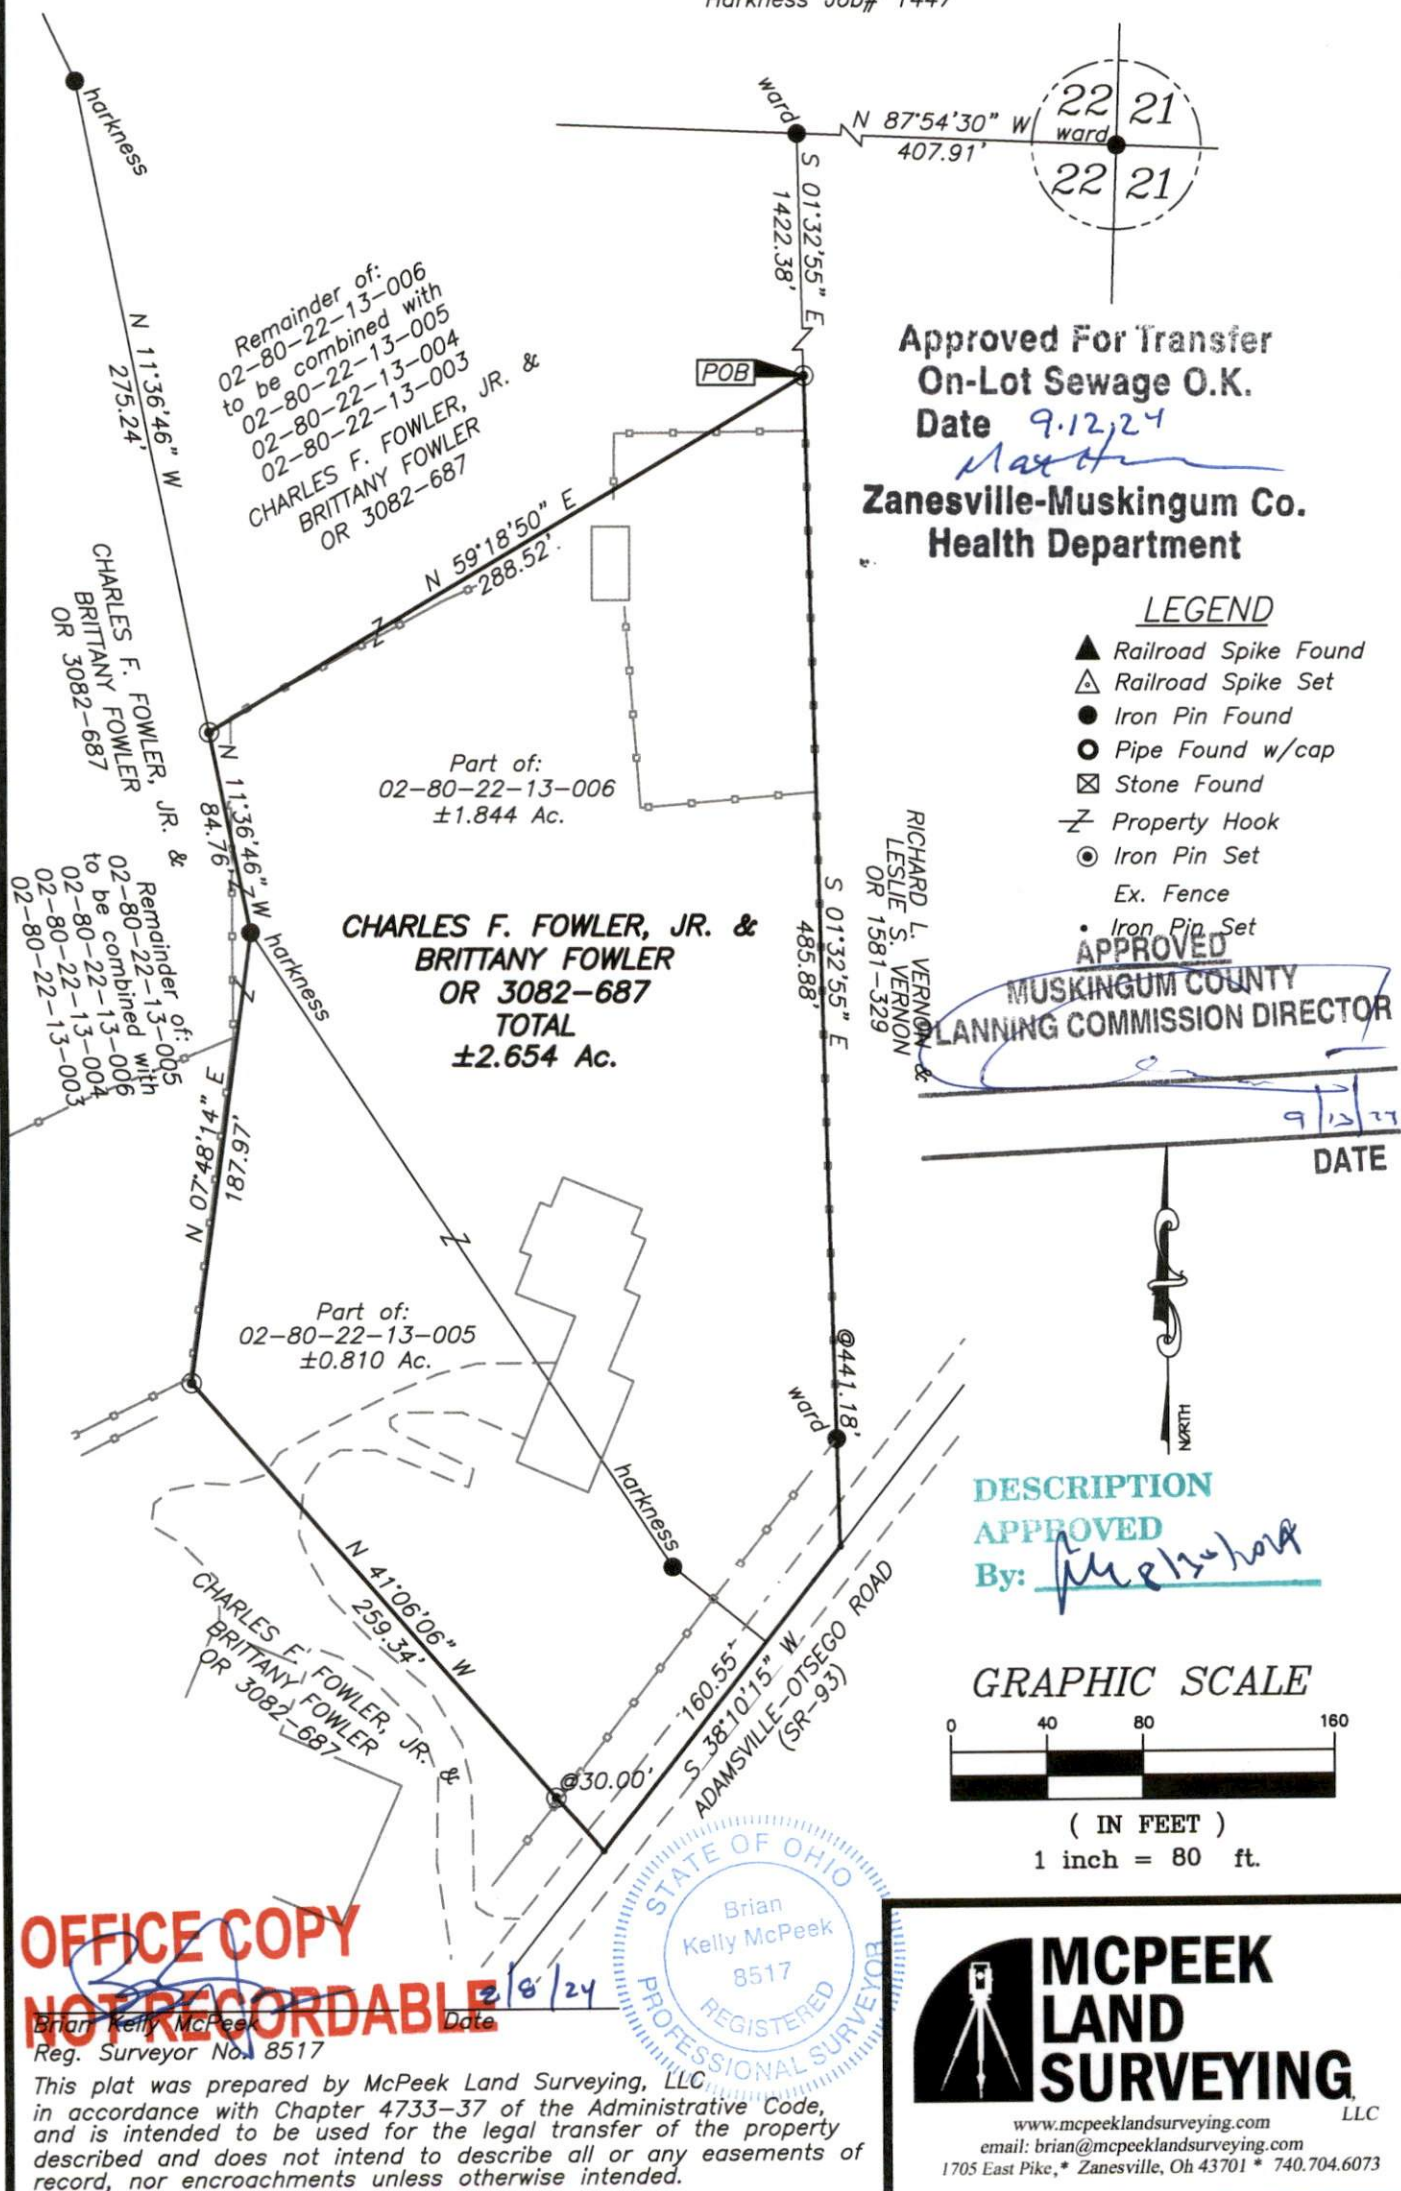 Harkness Job# 1447
harkness
ward
N 87°54'30" W
407.91'
22 21
ward
22 21
S 01°32'55" E
1422.38'
N 11°36'46" W
275.24'
Remainder of:
02-80-22-13-006
to be combined with
02-80-22-13-005
02-80-22-13-004
02-80-22-13-003
CHARLES F. FOWLER, JR. &
BRITTANY FOWLER
OR 3082-687
POB
Approved For Transfer
On-Lot Sewage O.K.
Date 9.12.24
Zanesville-Muskingum Co.
Health Department
N 59°18'50" E
288.52'
CHARLES F. FOWLER, JR. &
BRITTANY FOWLER
OR 3082-687
LEGEND
Railroad Spike Found
Railroad Spike Set
Iron Pin Found
Pipe Found w/cap
Stone Found
Property Hook
Iron Pin Set
Ex. Fence
Iron Pin Set
N 11°36'46" W
84.76'
Part of:
02-80-22-13-006
±1.844 Ac.
Remainder of:
02-80-22-13-005
to be combined with
02-80-22-13-006
02-80-22-13-004
02-80-22-13-003
harkness
CHARLES F. FOWLER, JR. &
BRITTANY FOWLER
OR 3082-687
TOTAL
±2.654 Ac.
S 01°32'55" E
485.88'
RICHARD L. VERNON &
LESLIE S. VERNON
OR 1581-329
APPROVED
MUSKINGUM COUNTY
PLANNING COMMISSION DIRECTOR
DATE
N 07°48'14" E
187.97'
Part of:
02-80-22-13-005
±0.810 Ac.
@441.18'
ward
NORTH
harkness
DESCRIPTION
APPROVED
By:
N 41°06'06" W
259.34'
CHARLES F. FOWLER, JR. &
BRITTANY FOWLER
OR 3082-687
160.55'
S 38°10'15" W
ADAMSVILLE-OTSEGO ROAD
(SR-93)
@30.00'
GRAPHIC SCALE
0 40 80 160
( IN FEET )
1 inch = 80 ft.
STATE OF OHIO
Brian
Kelly McPeek
8517
REGISTERED
PROFESSIONAL SURVEYOR
OFFICE COPY
NOT RECORDABLE
Brian Kelly McPeek
Date
Reg. Surveyor No. 8517
This plat was prepared by McPeek Land Surveying, LLC
in accordance with Chapter 4733-37 of the Administrative Code,
and is intended to be used for the legal transfer of the property
described and does not intend to describe all or any easements of
record, nor encroachments unless otherwise intended.
MCPEEK
LAND
SURVEYING,
LLC
www.mcpeeklandsurveying.com
email: brian@mcpeeklandsurveying.com
1705 East Pike,* Zanesville, Oh 43701 * 740.704.6073